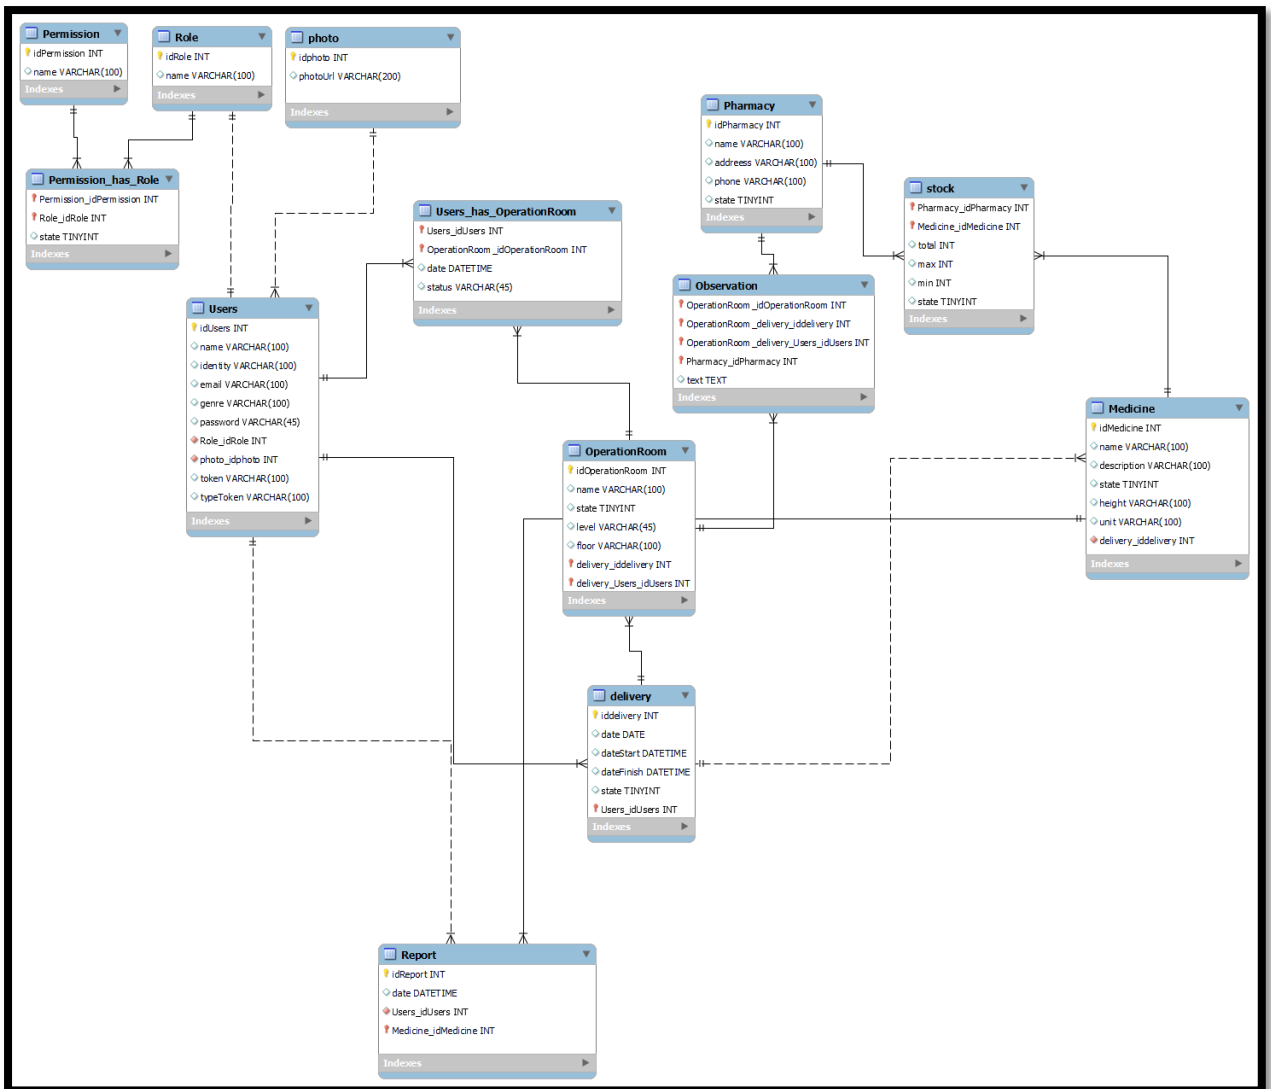 Permission
idPermission INT
name VARCHAR(100)
Indexes
Role
idRole INT
name VARCHAR(100)
Indexes
photo
idphoto INT
photoUrl VARCHAR(200)
Indexes
Permission_has_Role
Permission_idPermission INT
Role_idRole INT
state TINYINT
Indexes
Users_has_OperationRoom
Users_idUsers INT
OperationRoom _idOperationRoom INT
date DATETIME
status VARCHAR(45)
Indexes
Pharmacy
idPharmacy INT
name VARCHAR(100)
addreess VARCHAR(100)
phone VARCHAR(100)
state TINYINT
Indexes
stock
Pharmacy_idPharmacy INT
Medicine_idMedicine INT
total INT
max INT
min INT
state TINYINT
Indexes
Users
idUsers INT
name VARCHAR(100)
identity VARCHAR(100)
email VARCHAR(100)
genre VARCHAR(100)
password VARCHAR(45)
Role_idRole INT
photo_idphoto INT
token VARCHAR(100)
typeToken VARCHAR(100)
Indexes
Observation
OperationRoom _idOperationRoom INT
OperationRoom _delivery_iddelivery INT
OperationRoom _delivery_Users_idUsers INT
Pharmacy_idPharmacy INT
text TEXT
Indexes
OperationRoom
idOperationRoom INT
name VARCHAR(100)
state TINYINT
level VARCHAR(45)
floor VARCHAR(100)
delivery_iddelivery INT
delivery_Users_idUsers INT
Indexes
Medicine
idMedicine INT
name VARCHAR(100)
description VARCHAR(100)
state TINYINT
height VARCHAR(100)
unit VARCHAR(100)
delivery_iddelivery INT
Indexes
delivery
iddelivery INT
date DATE
dateStart DATETIME
dateFinish DATETIME
state TINYINT
Users_idUsers INT
Indexes
Report
idReport INT
date DATETIME
Users_idUsers INT
Medicine_idMedicine INT
Indexes